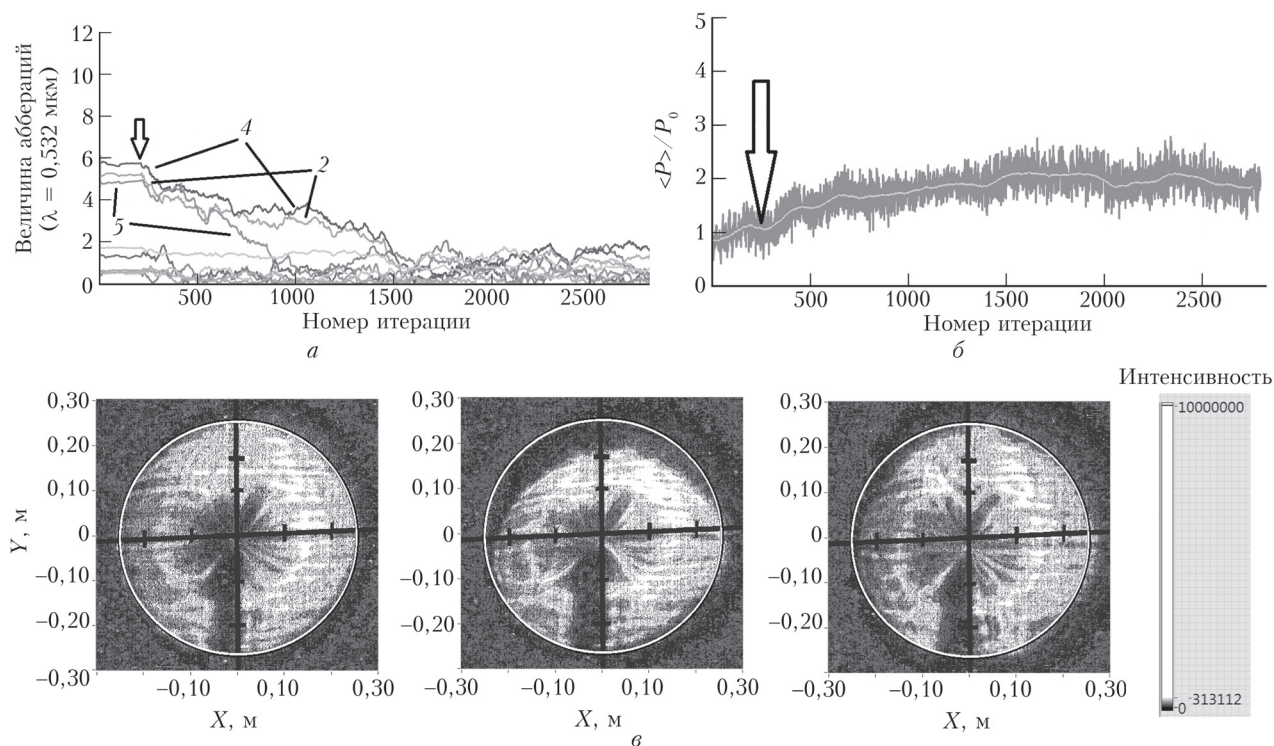 12
10
8
6
4
2
0
Величина аббераций
(λ = 0,532 мкм)
4
2
5
500 1000 1500 2000 2500
Номер итерации
а
5
4
3
2
1
0
<P>/P₀
500 1000 1500 2000 2500
Номер итерации
б
0,30
0,20
0,10
0
–0,10
–0,20
–0,30
Y, м
–0,10 0,10 0,30
X, м
0,30
0,20
0,10
0
–0,10
–0,20
–0,30 –0,10 0,10 0,30
X, м
0,30
0,20
0,10
0
–0,10
–0,20
–0,30 –0,10 0,10 0,30
X, м
в
Интенсивность
10000000
-313112
0